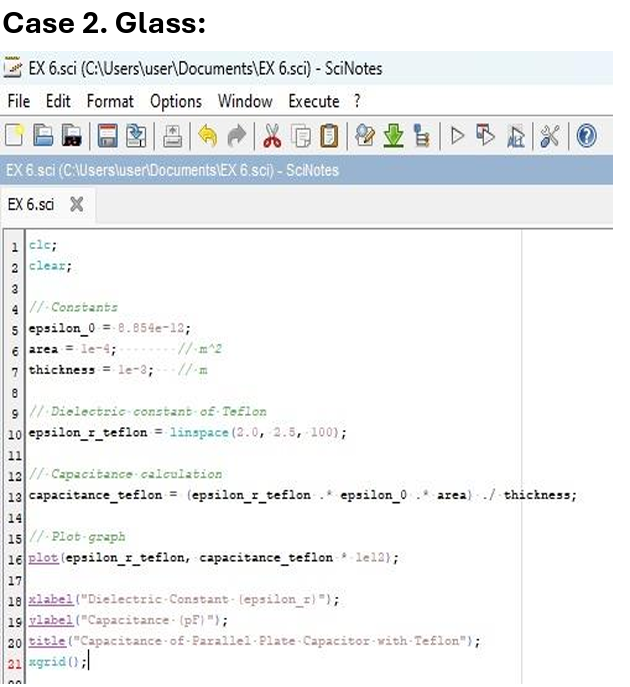 Case 2. Glass:
EX 6.sci (C:\Users\user\Documents\EX 6.sci) - SciNotes
File Edit Format Options Window Execute ?
EX 6.sci (C:\Users\user\Documents\EX 6.sci) - SciNotes
EX 6.sci
1 clc;
2 clear;
3
4 // Constants
5 epsilon_0 = 8.854e-12;
6 area = 1e-4; // m^2
7 thickness = 1e-3; // m
8
9 // Dielectric constant of Teflon
10 epsilon_r_teflon = linspace(2.0, 2.5, 100);
11
12 // Capacitance calculation
13 capacitance_teflon = (epsilon_r_teflon .* epsilon_0 .* area) ./ thickness;
14
15 // Plot graph
16 plot(epsilon_r_teflon, capacitance_teflon * 1e12);
17
18 xlabel("Dielectric Constant (epsilon_r)");
19 ylabel("Capacitance (pF)");
20 title("Capacitance of Parallel Plate Capacitor with Teflon");
21 xgrid();